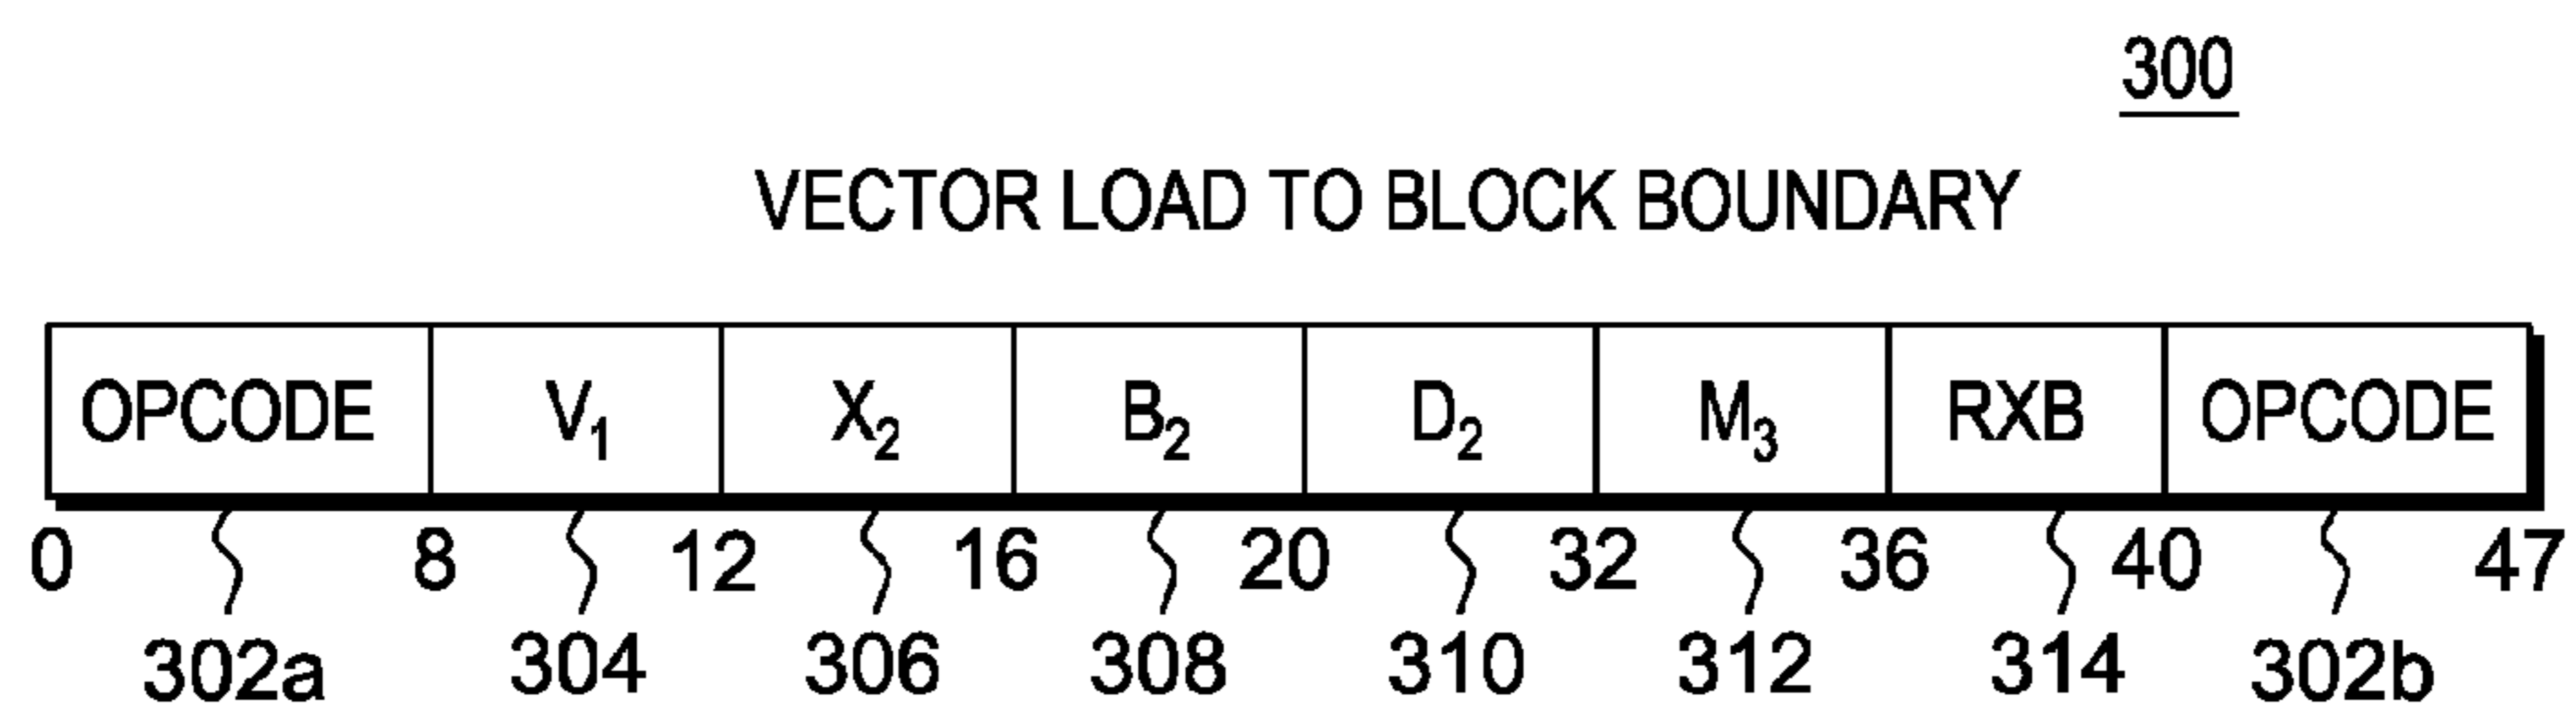 300
VECTOR LOAD TO BLOCK BOUNDARY
OPCODE V₁ X₂ B₂ D₂ M₃ RXB OPCODE
0 8 12 16 20 32 36 40 47
302a 304 306 308 310 312 314 302b